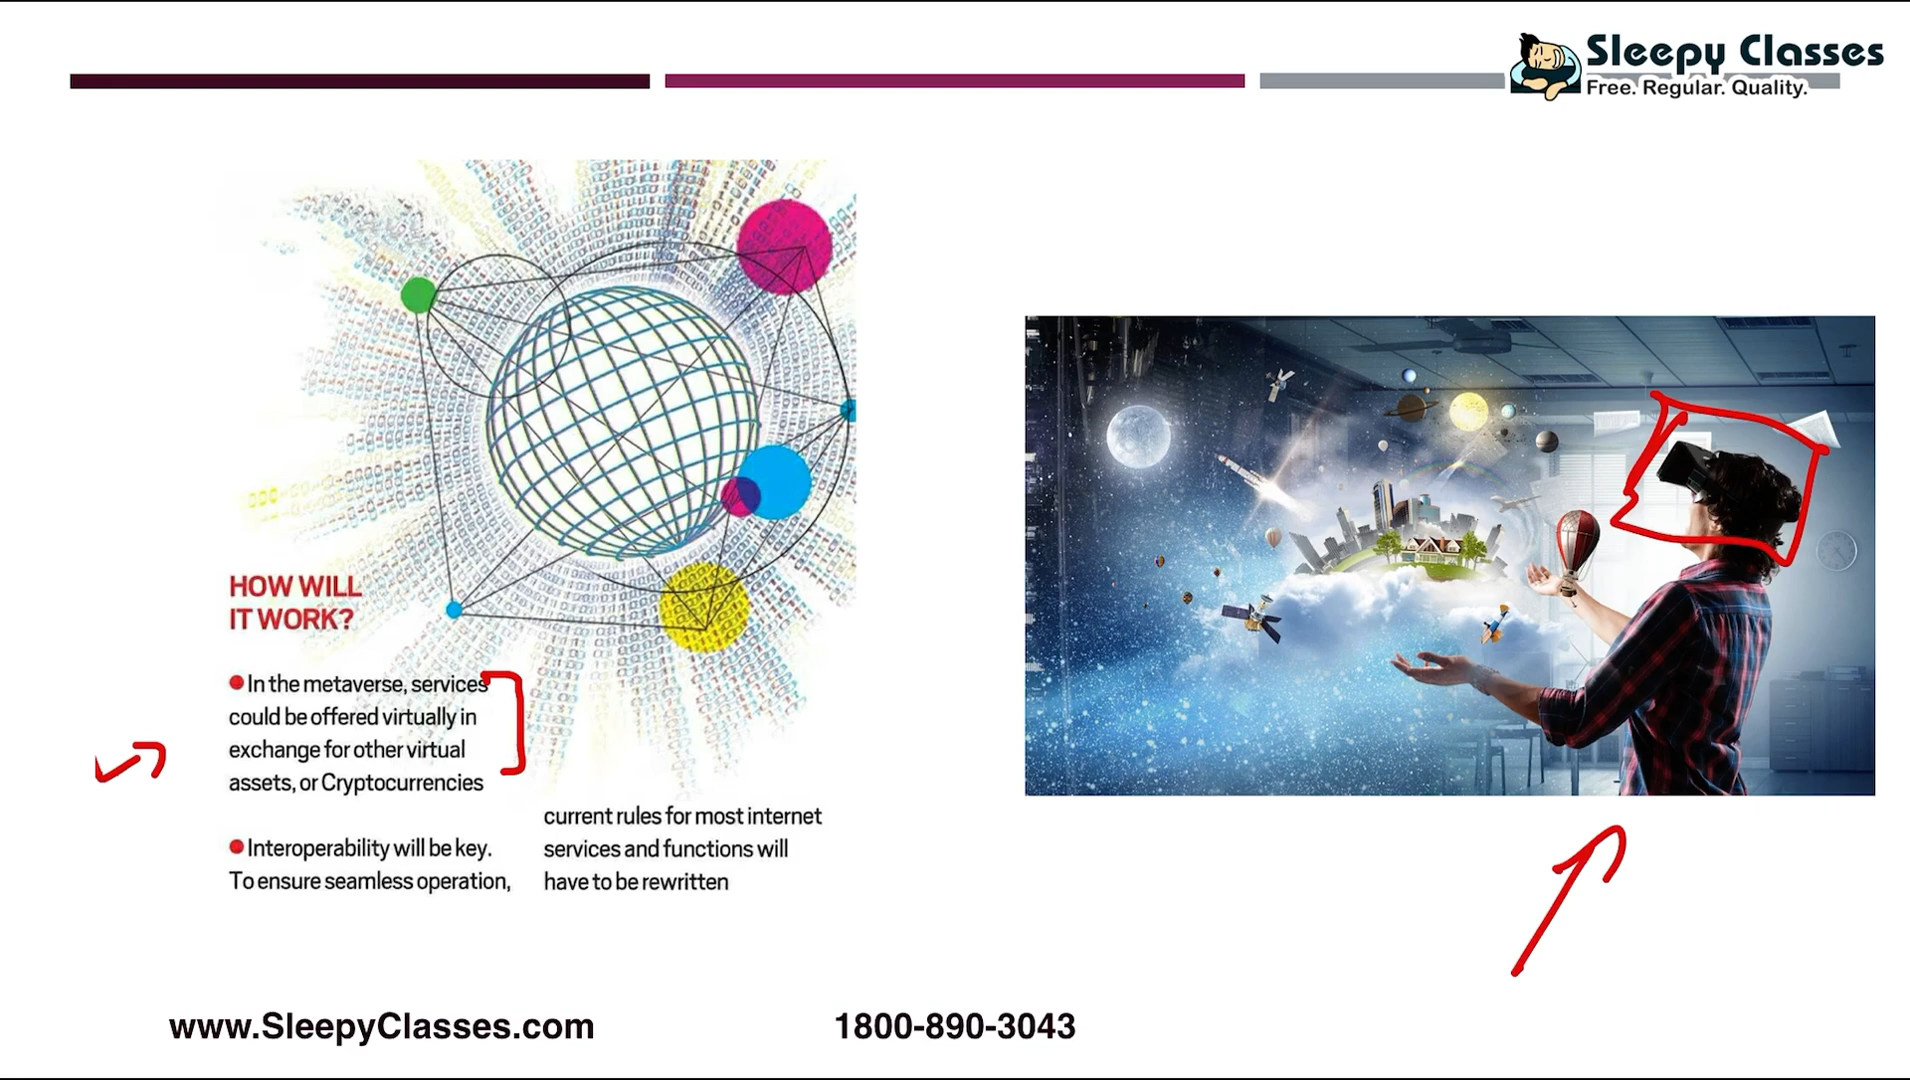 Sleepy Classes
Free. Regular. Quality.
HOW WILL
IT WORK?
In the metaverse, services
could be offered virtually in
exchange for other virtual
assets, or Cryptocurrencies
Interoperability will be key.
To ensure seamless operation,
current rules for most internet
services and functions will
have to be rewritten
www.SleepyClasses.com
1800-890-3043